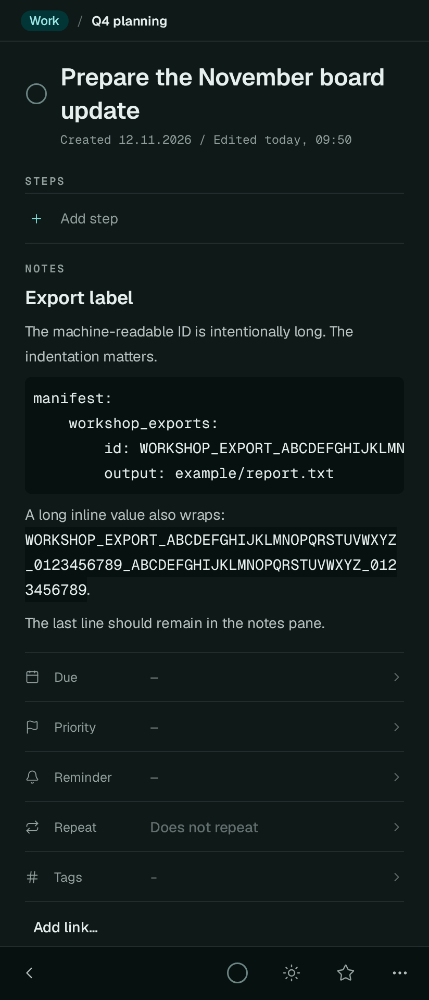 Work / Q4 planning
Prepare the November board
update
Created 12.11.2026 / Edited today, 09:50
STEPS
+ Add step
NOTES
Export label
The machine-readable ID is intentionally long. The
indentation matters.
manifest:
    workshop_exports:
        id: WORKSHOP_EXPORT_ABCDEFGHIJKLMN
        output: example/report.txt
A long inline value also wraps:
WORKSHOP_EXPORT_ABCDEFGHIJKLMNOPQRSTUVWXYZ
_0123456789_ABCDEFGHIJKLMNOPQRSTUVWXYZ_012
3456789.
The last line should remain in the notes pane.
Due –
Priority –
Reminder –
Repeat Does not repeat
Tags -
Add link...